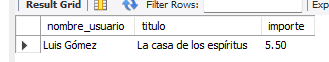 Result Grid Filter Rows: Exp
nombre_usuario titulo importe
Luis Gómez La casa de los espíritus 5.50